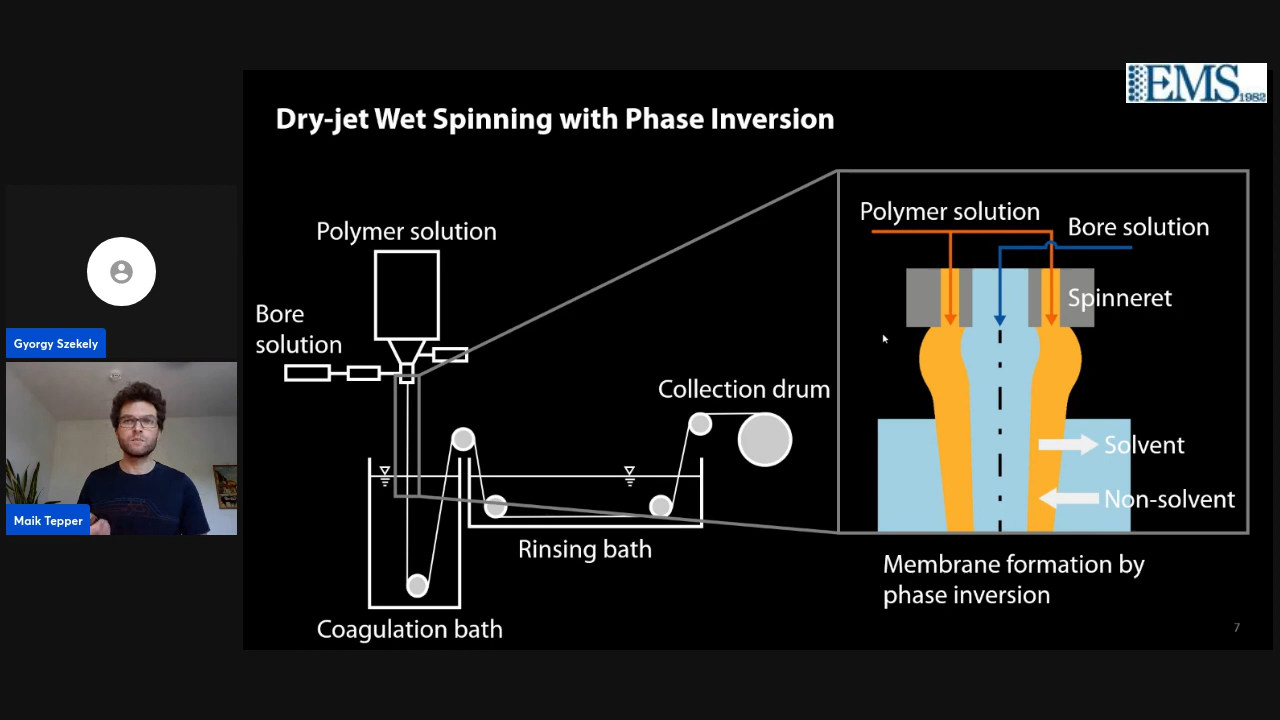 EMS
1982
Dry-jet Wet Spinning with Phase Inversion
Polymer solution
Bore
solution
Collection drum
Rinsing bath
Coagulation bath
Polymer solution
Bore solution
Spinneret
Solvent
Non-solvent
Membrane formation by
phase inversion
7
Gyorgy Szekely
Maik Tepper